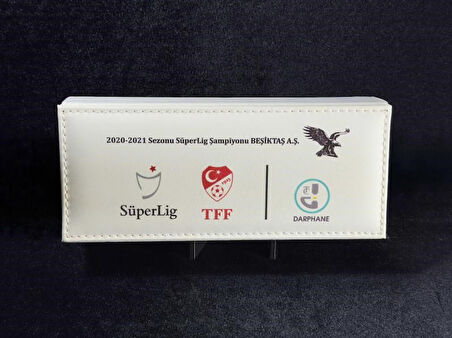 2020-2021 Sezonu SüperLig Şampiyonu BEŞİKTAŞ A.Ş.
SüperLig
TFF
DARPHANE